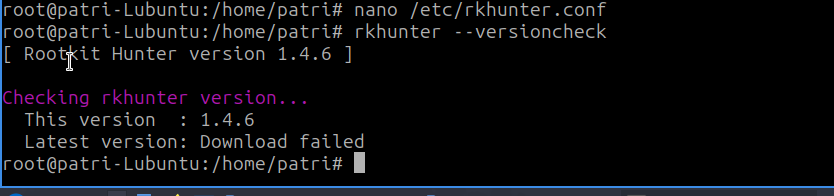 root@patri-Lubuntu:/home/patri# nano /etc/rkhunter.conf
root@patri-Lubuntu:/home/patri# rkhunter --versioncheck
[ Rootkit Hunter version 1.4.6 ]
Checking rkhunter version...
This version  : 1.4.6
Latest version: Download failed
root@patri-Lubuntu:/home/patri#